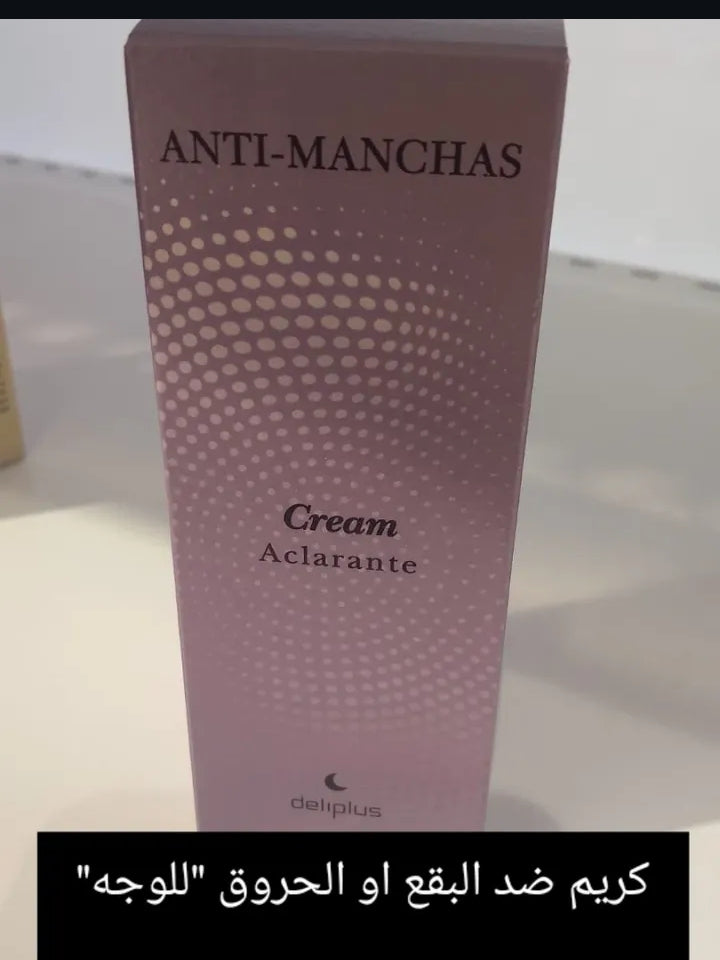 ANTI-MANCHAS
Cream
Aclarante
deliplus
كريم ضد البقع او الحروق "للوجه"